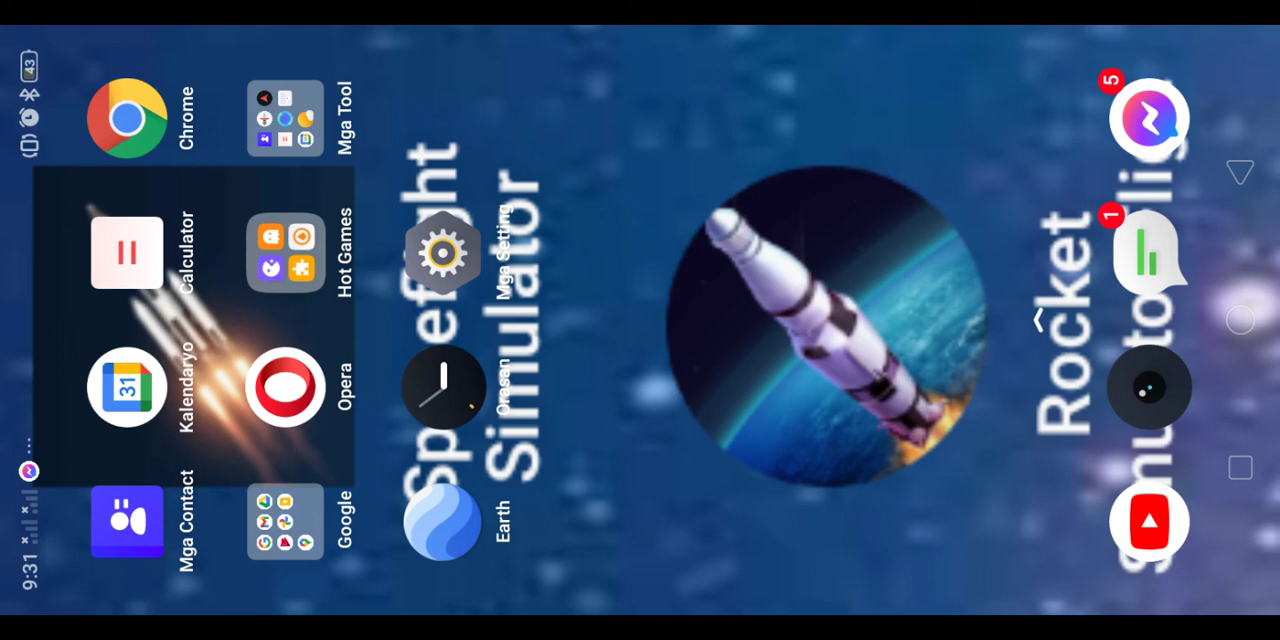 9:31 43
Mga Contact Kalendaryo Calculator Chrome
31
Google Opera Hot Games Mga Tool
Spaceflight
Simulator
Earth Orasan Mga Setting
Rocket
1 5